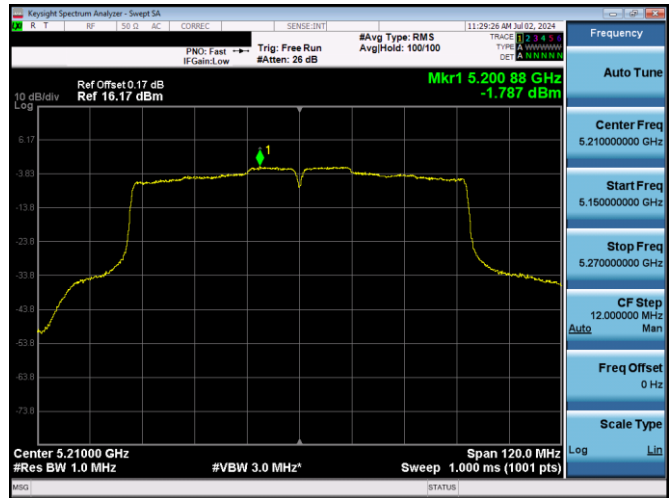 Keysight Spectrum Analyzer - Swept SA
R T RF 50 Ω AC CORREC SENSE:INT 11:29:26 AM Jul 02, 2024
PNO: Fast
IFGain:Low
Trig: Free Run
#Atten: 26 dB
#Avg Type: RMS
Avg|Hold: 100/100
TRACE 1 2 3 4 5 6
TYPE A WWWWW
DET A N N N N N
Mkr1 5.200 88 GHz
-1.787 dBm
Ref Offset 0.17 dB
10 dB/div Ref 16.17 dBm
Log
1
6.17
-3.83
-13.8
-23.8
-33.8
-43.8
-53.8
-63.8
-73.8
Center 5.21000 GHz Span 120.0 MHz
#Res BW 1.0 MHz #VBW 3.0 MHz* Sweep 1.000 ms (1001 pts)
MSG STATUS
Frequency
Auto Tune
Center Freq
5.210000000 GHz
Start Freq
5.150000000 GHz
Stop Freq
5.270000000 GHz
CF Step
12.000000 MHz
Auto Man
Freq Offset
0 Hz
Scale Type
Log Lin